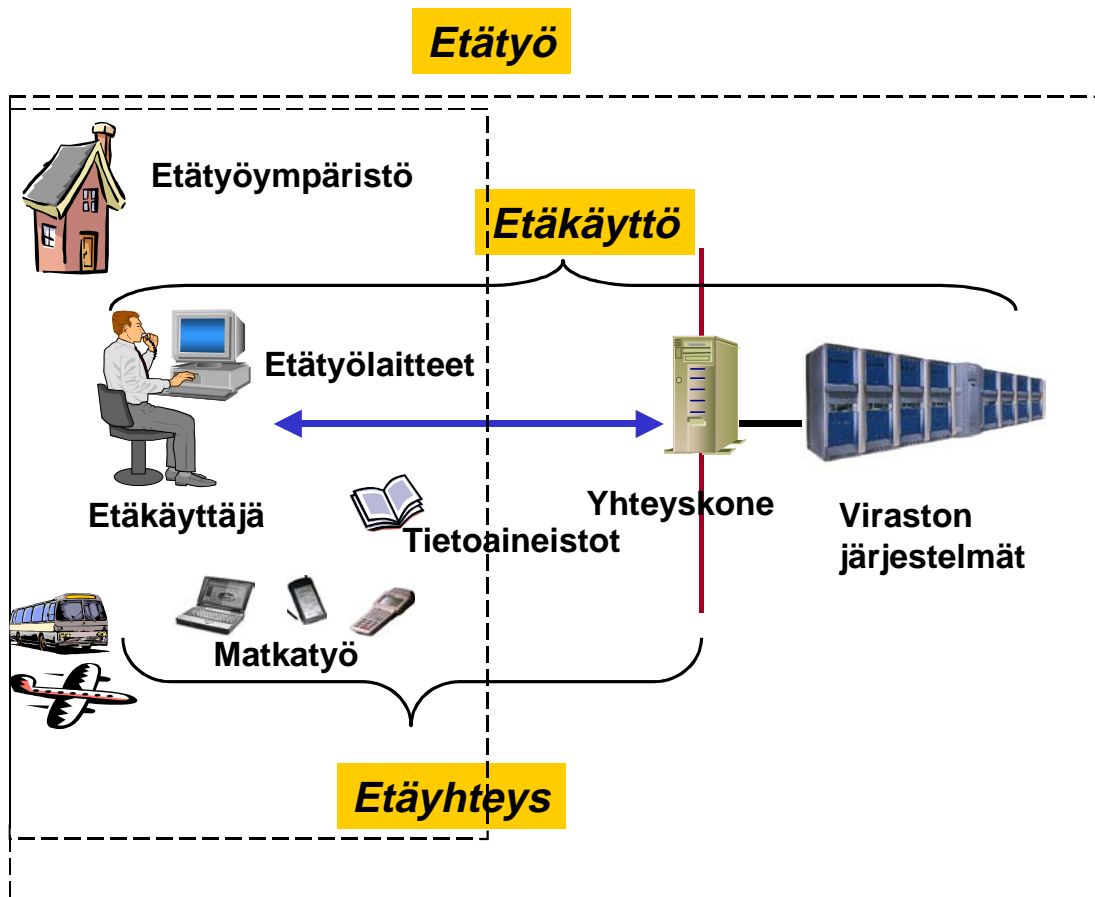 Etätyö
Etätyöympäristö
Etäkäyttö
Etätyölaitteet
Etäkäyttäjä
Tietoaineistot
Yhteyskone
Viraston
järjestelmät
Matkatyö
Etäyhteys